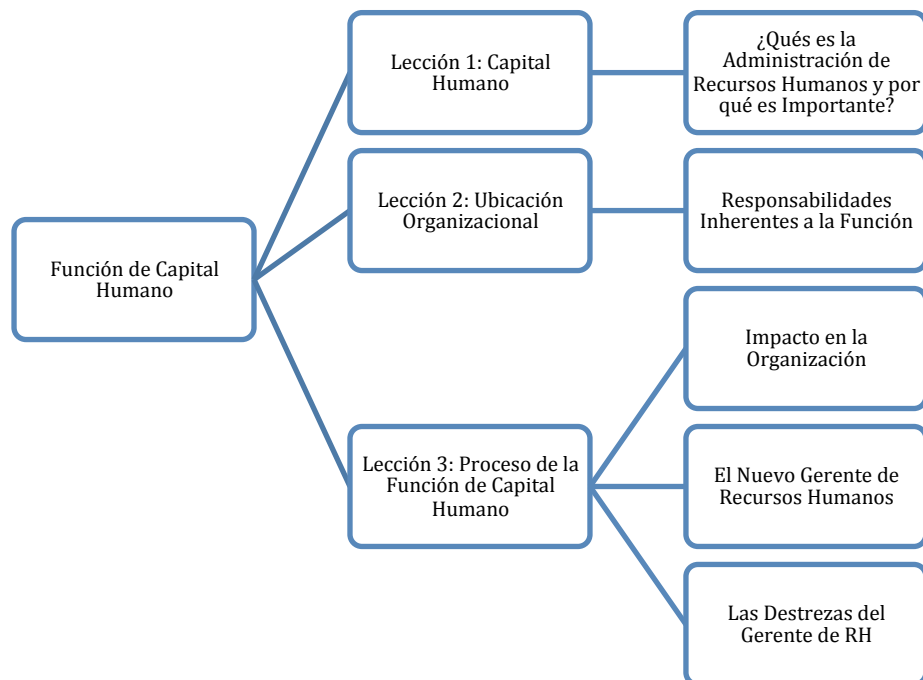 Función de Capital
Humano
Lección 1: Capital
Humano
¿Qués es la
Administración de
Recursos Humanos y por
qué es Importante?
Lección 2: Ubicación
Organizacional
Responsabilidades
Inherentes a la Función
Lección 3: Proceso de la
Función de Capital
Humano
Impacto en la
Organización
El Nuevo Gerente de
Recursos Humanos
Las Destrezas del
Gerente de RH